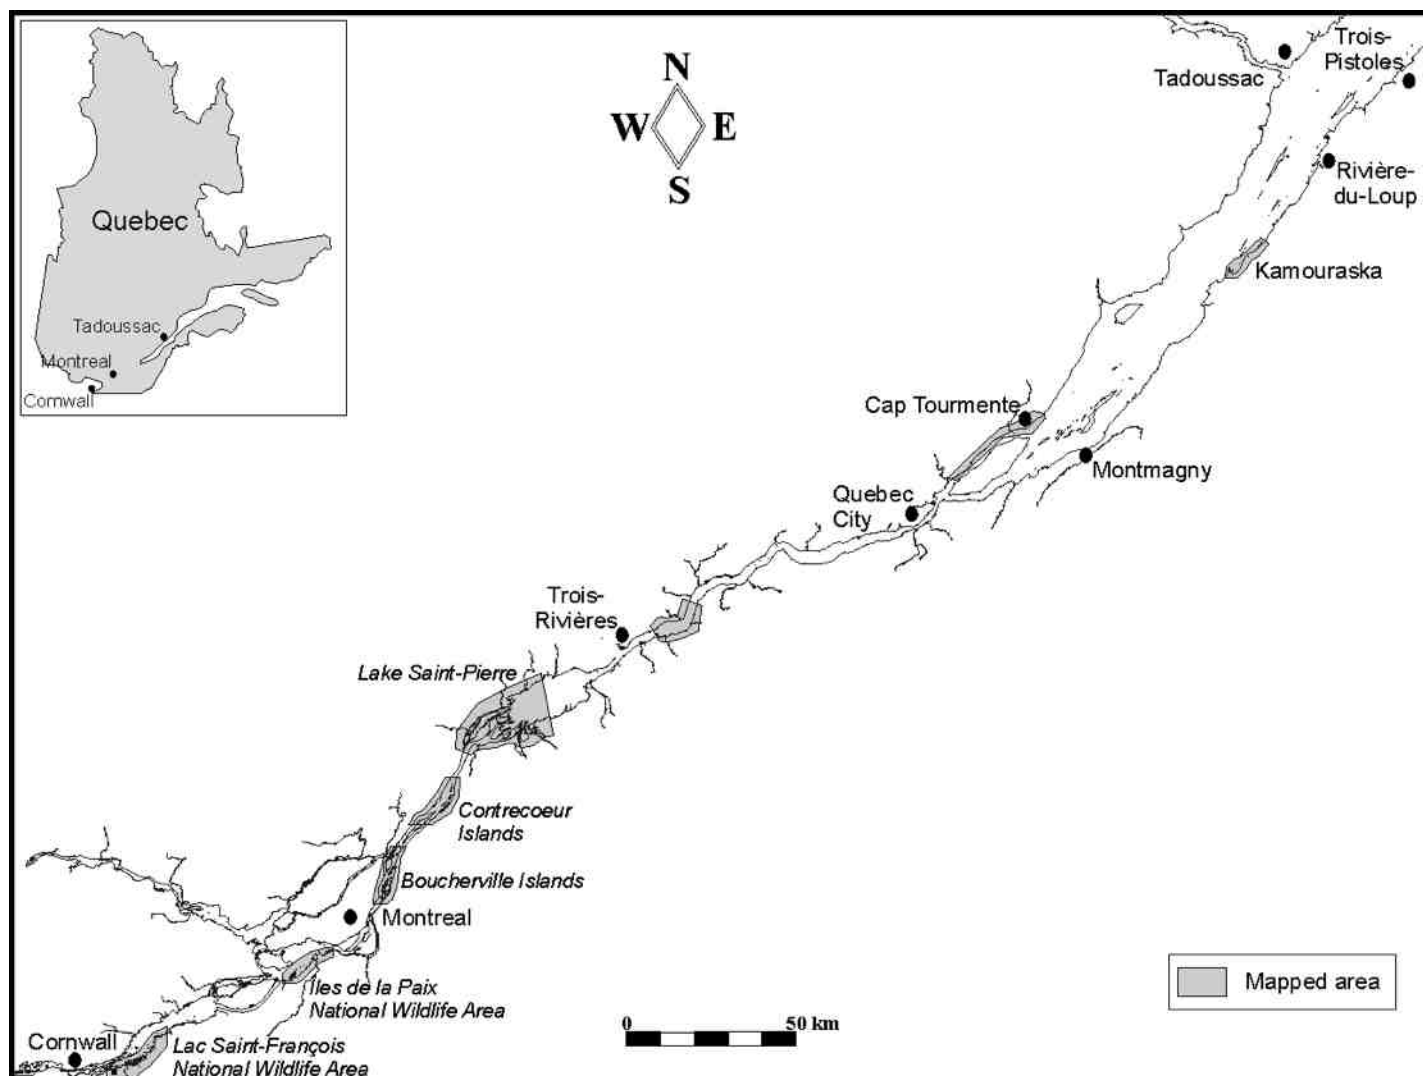 Quebec
Tadoussac
Montreal
Cornwall
N
W E
S
Trois-
Pistoles
Tadoussac
Rivière-
du-Loup
Kamouraska
Cap Tourmente
Montmagny
Quebec
City
Trois-
Rivières
Lake Saint-Pierre
Contrecoeur
Islands
Boucherville Islands
Montreal
Îles de la Paix
National Wildlife Area
Cornwall
Lac Saint-François
National Wildlife Area
0 50 km
Mapped area